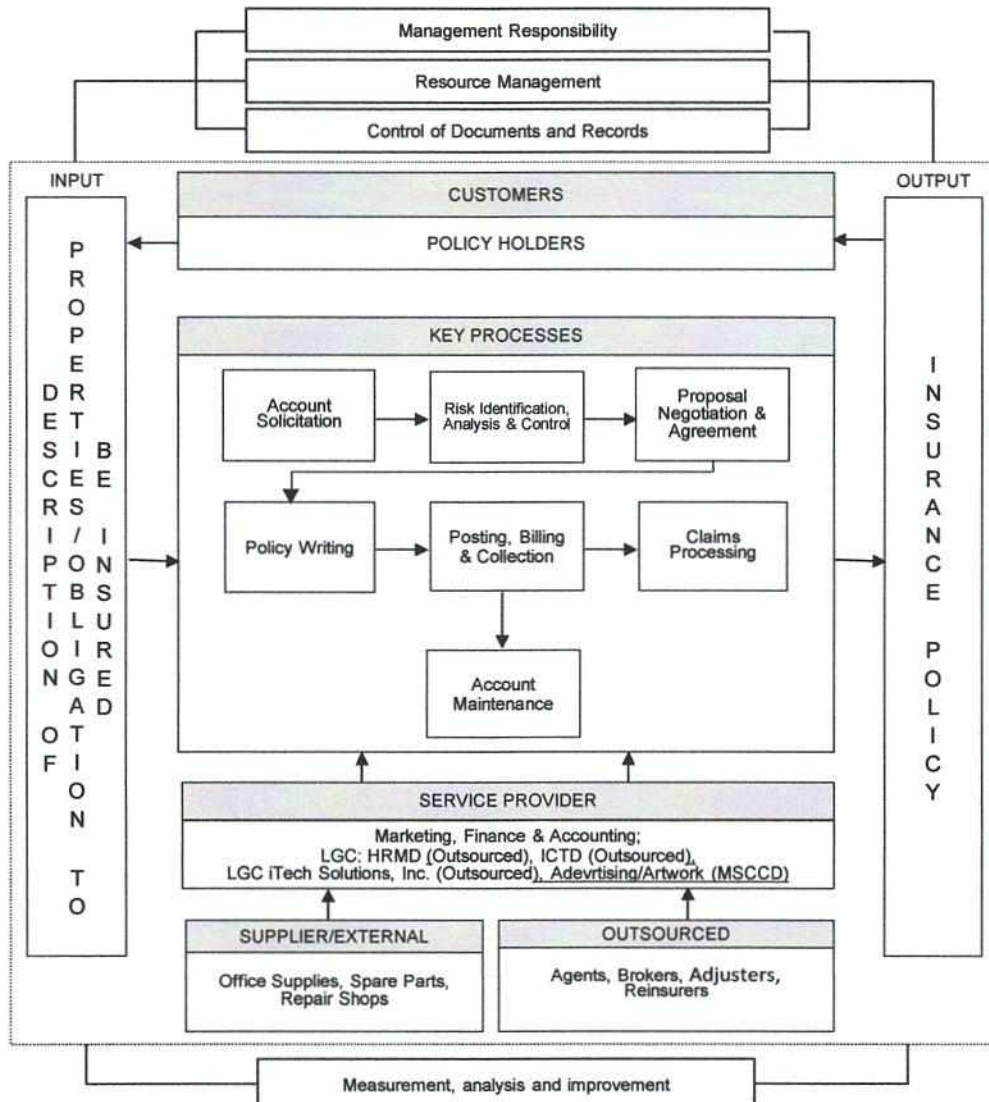 Management Responsibility
Resource Management
Control of Documents and Records
INPUT
DESCRIPTION OF
PROPERTIES/OBLIGATION TO
BE INSURED
CUSTOMERS
POLICY HOLDERS
KEY PROCESSES
Account
Solicitation
Risk Identification,
Analysis & Control
Proposal
Negotiation &
Agreement
Policy Writing
Posting, Billing
& Collection
Claims
Processing
Account
Maintenance
SERVICE PROVIDER
Marketing, Finance & Accounting;
LGC: HRMD (Outsourced), ICTD (Outsourced),
LGC iTech Solutions, Inc. (Outsourced), Adevrtising/Artwork (MSCCD)
SUPPLIER/EXTERNAL
Office Supplies, Spare Parts,
Repair Shops
OUTSOURCED
Agents, Brokers, Adjusters,
Reinsurers
OUTPUT
INSURANCE POLICY
Measurement, analysis and improvement